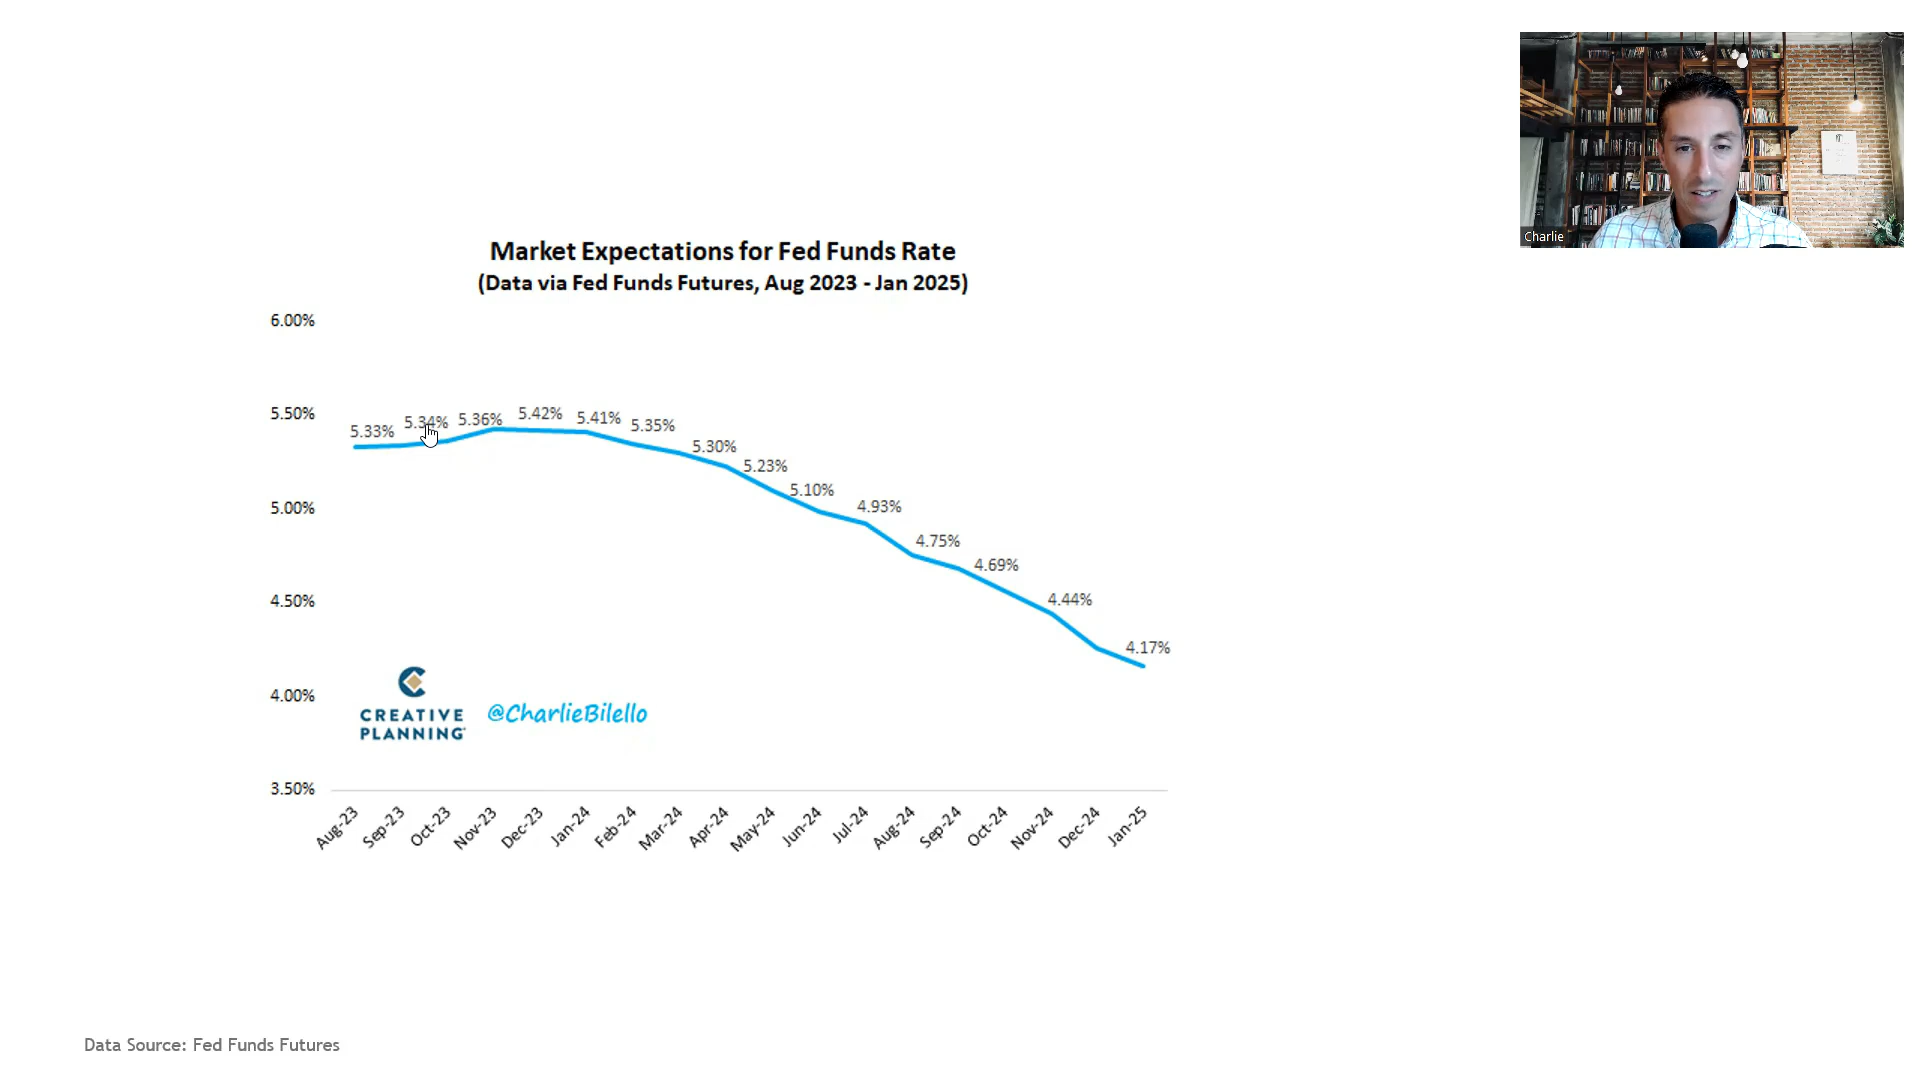 Charlie
Market Expectations for Fed Funds Rate
(Data via Fed Funds Futures, Aug 2023 - Jan 2025)
6.00%
5.50%
5.00%
4.50%
4.00%
3.50%
5.33%
5.34%
5.36%
5.42%
5.41%
5.35%
5.30%
5.23%
5.10%
4.93%
4.75%
4.69%
4.44%
4.17%
CREATIVE
PLANNING
@CharlieBilello
Aug-23
Sep-23
Oct-23
Nov-23
Dec-23
Jan-24
Feb-24
Mar-24
Apr-24
May-24
Jun-24
Jul-24
Aug-24
Sep-24
Oct-24
Nov-24
Dec-24
Jan-25
Data Source: Fed Funds Futures